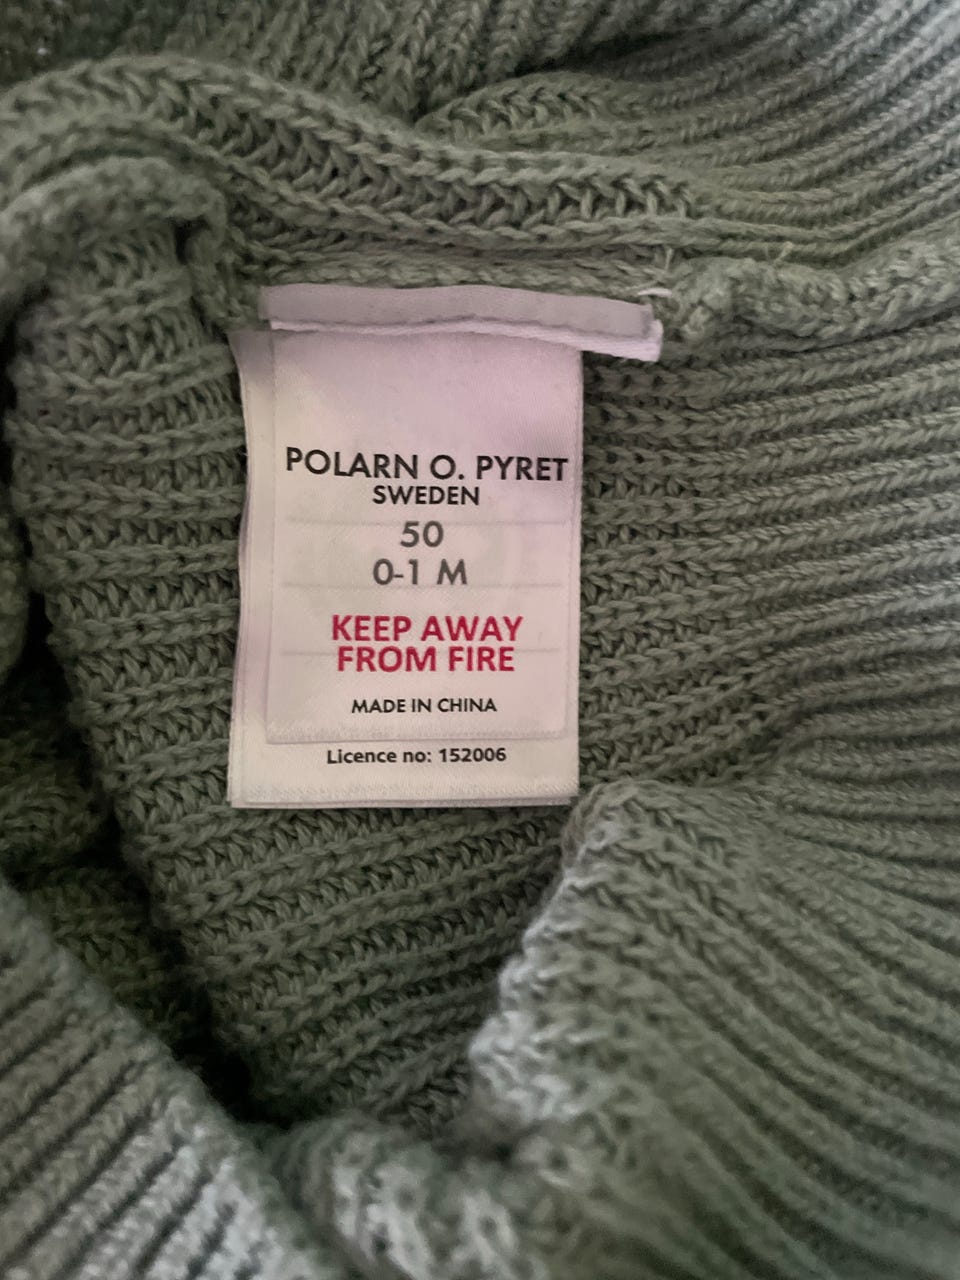 POLARN O. PYRET
SWEDEN
50
0-1 M
KEEP AWAY
FROM FIRE
MADE IN CHINA
Licence no: 152006